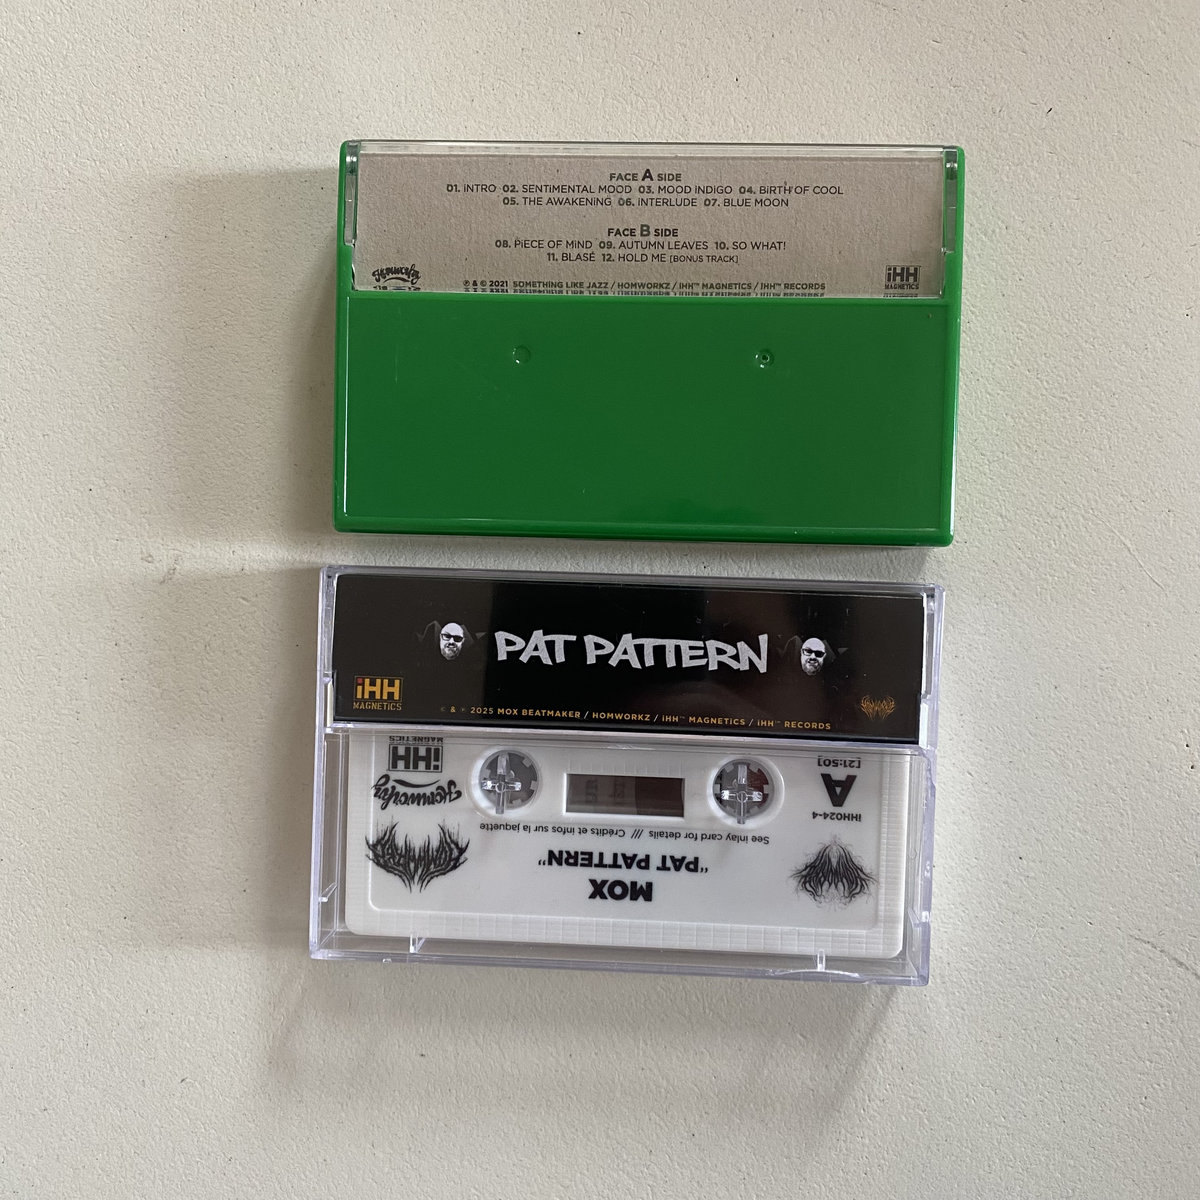 FACE A SIDE
01. iNTRO 02. SENTiMENTAL MOOD 03. MOOD iNDiGO 04. BiRTH OF COOL
05. THE AWAKENiNG 06. iNTERLUDE 07. BLUE MOON
FACE B SIDE
08. PiECE OF MiND 09. AUTUMN LEAVES 10. SO WHAT!
11. BLASÉ 12. HOLD ME [BONUS TRACK]
Homworkz
iHH
MAGNETiCS
℗ & © 2021 SOMETHiNG LiKE JAZZ / HOMWORKZ / iHH™ MAGNETiCS / iHH™ RECORDS
PAT PATTERN
iHH
MAGNETiCS
© & ℗ 2025 MOX BEATMAKER / HOMWORKZ / iHH™ MAGNETiCS / iHH™ RECORDS
MOX
"PAT PATTERN"
See inlay card for details /// Crédits et infos sur la jaquette
iHH024-4
A
[21:50]
Homworkz
iHH
MAGNETiCS